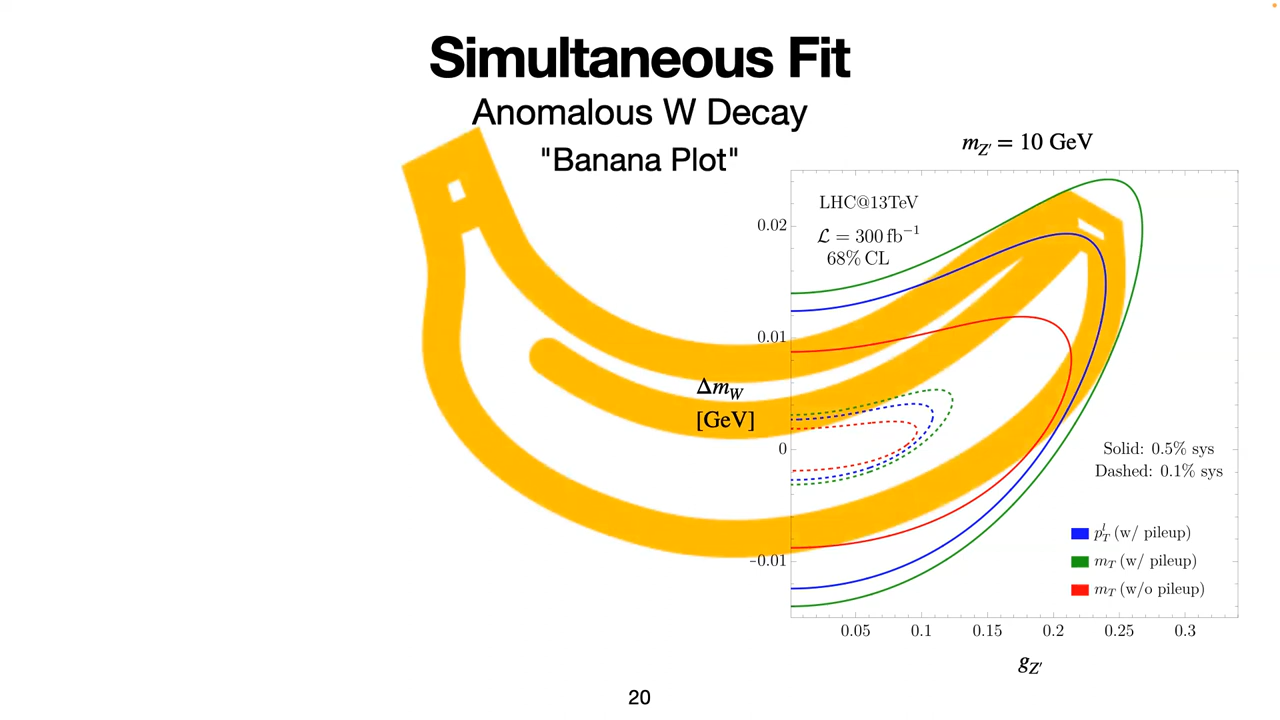 Simultaneous Fit
Anomalous W Decay
"Banana Plot"
m_{Z'} = 10 GeV
LHC@13TeV
ℒ = 300 fb⁻¹
68% CL
0.02
0.01
0
−0.01
Δm_W
[GeV]
Solid: 0.5% sys
Dashed: 0.1% sys
p_T^l (w/ pileup)
m_T (w/ pileup)
m_T (w/o pileup)
0.05 0.1 0.15 0.2 0.25 0.3
g_{Z'}
20